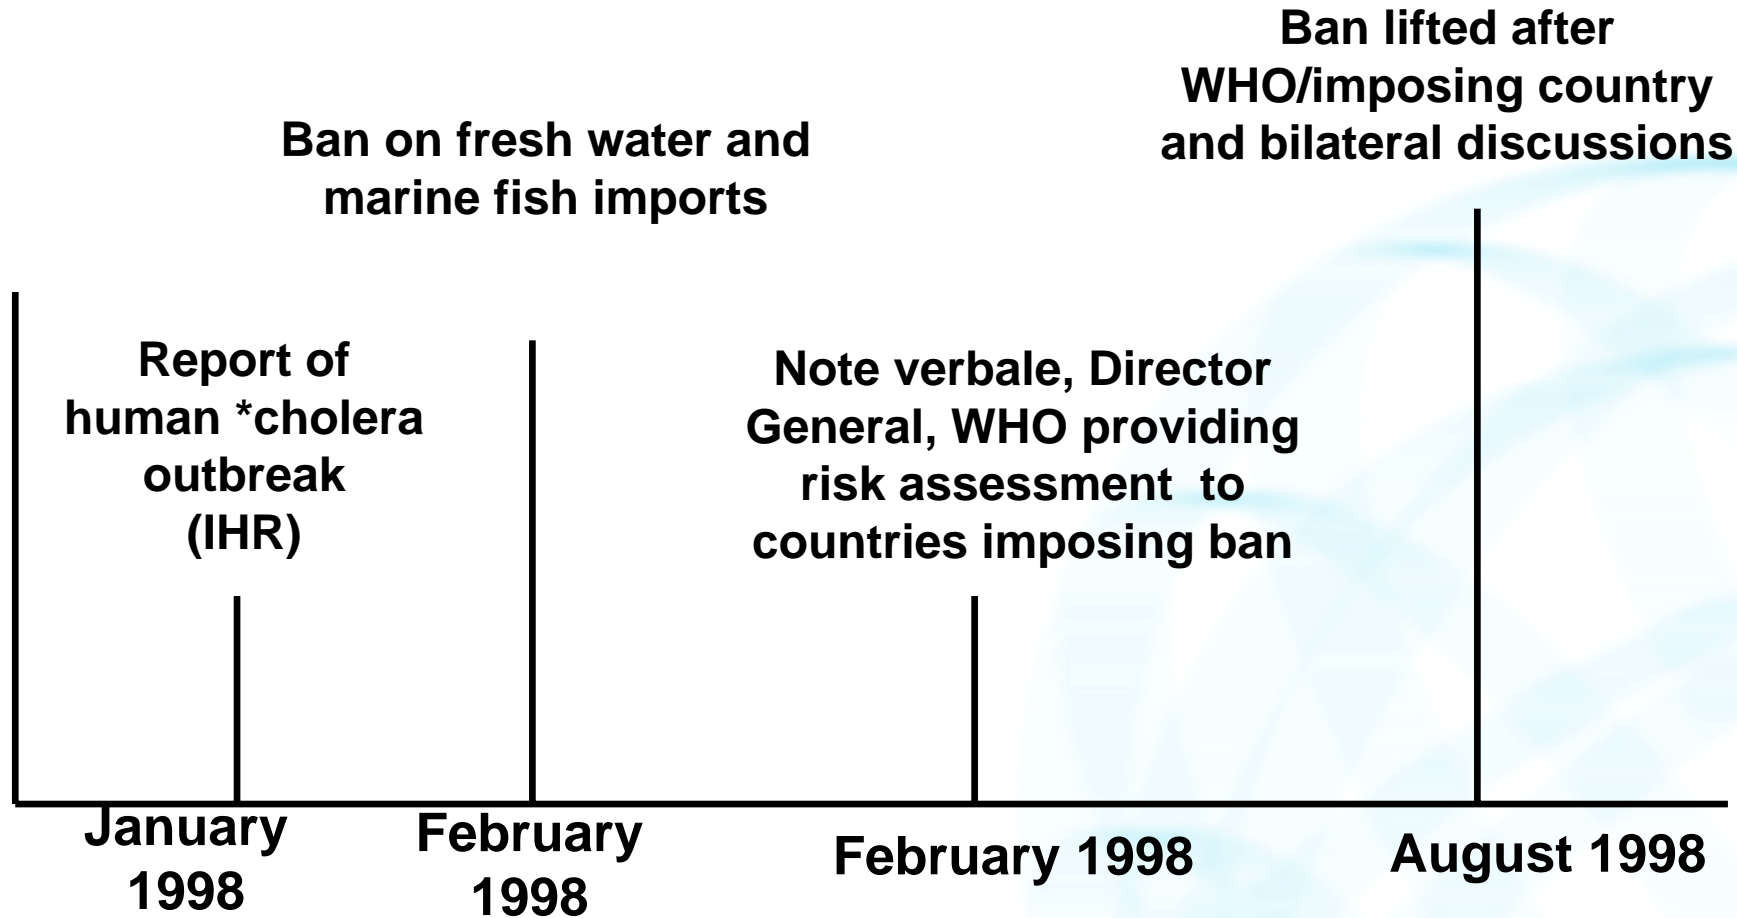 Ban lifted after
WHO/imposing country
and bilateral discussions
Ban on fresh water and
marine fish imports
Report of
human *cholera
outbreak
(IHR)
Note verbale, Director
General, WHO providing
risk assessment to
countries imposing ban
January
1998
February
1998
February 1998
August 1998